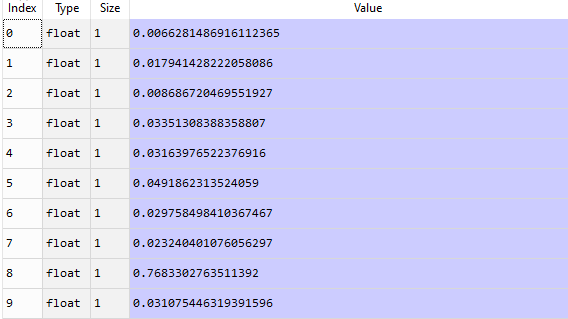 Index Type Size Value
0 float 1 0.0066281486916112365
1 float 1 0.017941428222058086
2 float 1 0.008686720469551927
3 float 1 0.03351308388358807
4 float 1 0.03163976522376916
5 float 1 0.0491862313524059
6 float 1 0.029758498410367467
7 float 1 0.023240401076056297
8 float 1 0.7683302763511392
9 float 1 0.031075446319391596